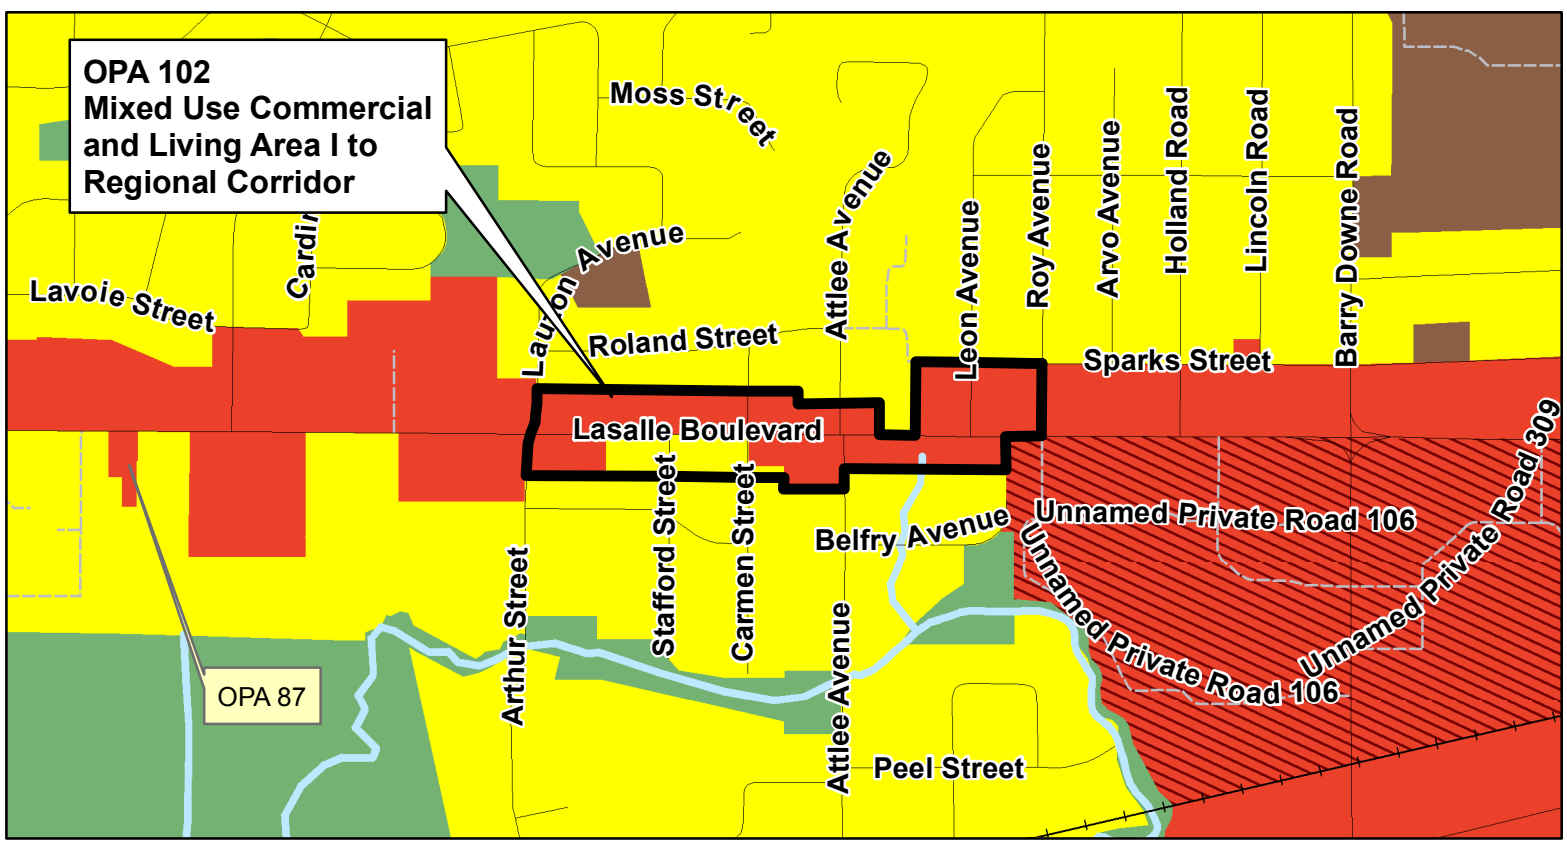 OPA 102
Mixed Use Commercial
and Living Area I to
Regional Corridor
Moss Street
Cardin
Lavoie Street
Laurion Avenue
Roland Street
Attlee Avenue
Leon Avenue
Roy Avenue
Arvo Avenue
Holland Road
Lincoln Road
Barry Downe Road
Sparks Street
Lasalle Boulevard
Stafford Street
Carmen Street
Arthur Street
Belfry Avenue
Attlee Avenue
Unnamed Private Road 106
Unnamed Private Road 106
Unnamed Private Road 309
OPA 87
Peel Street